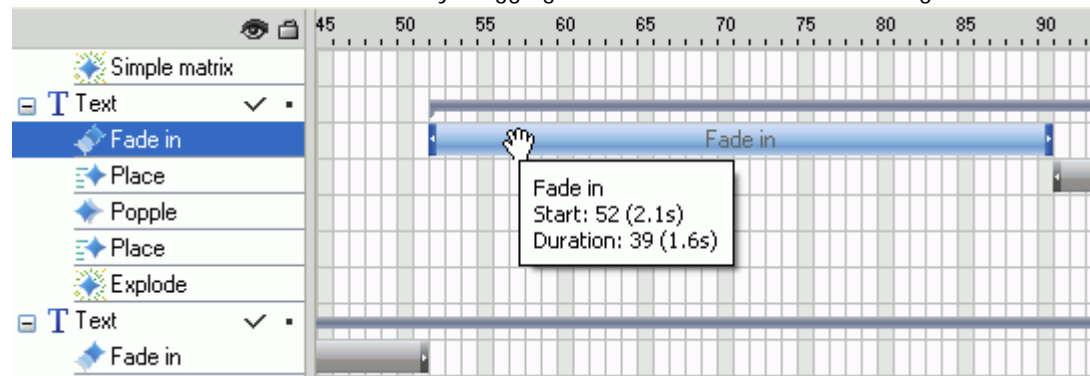 45 50 55 60 65 70 75 80 85 90
Simple matrix
T Text
Fade in Fade in
Place
Fade in
Start: 52 (2.1s)
Duration: 39 (1.6s)
Popple
Place
Explode
T Text
Fade in